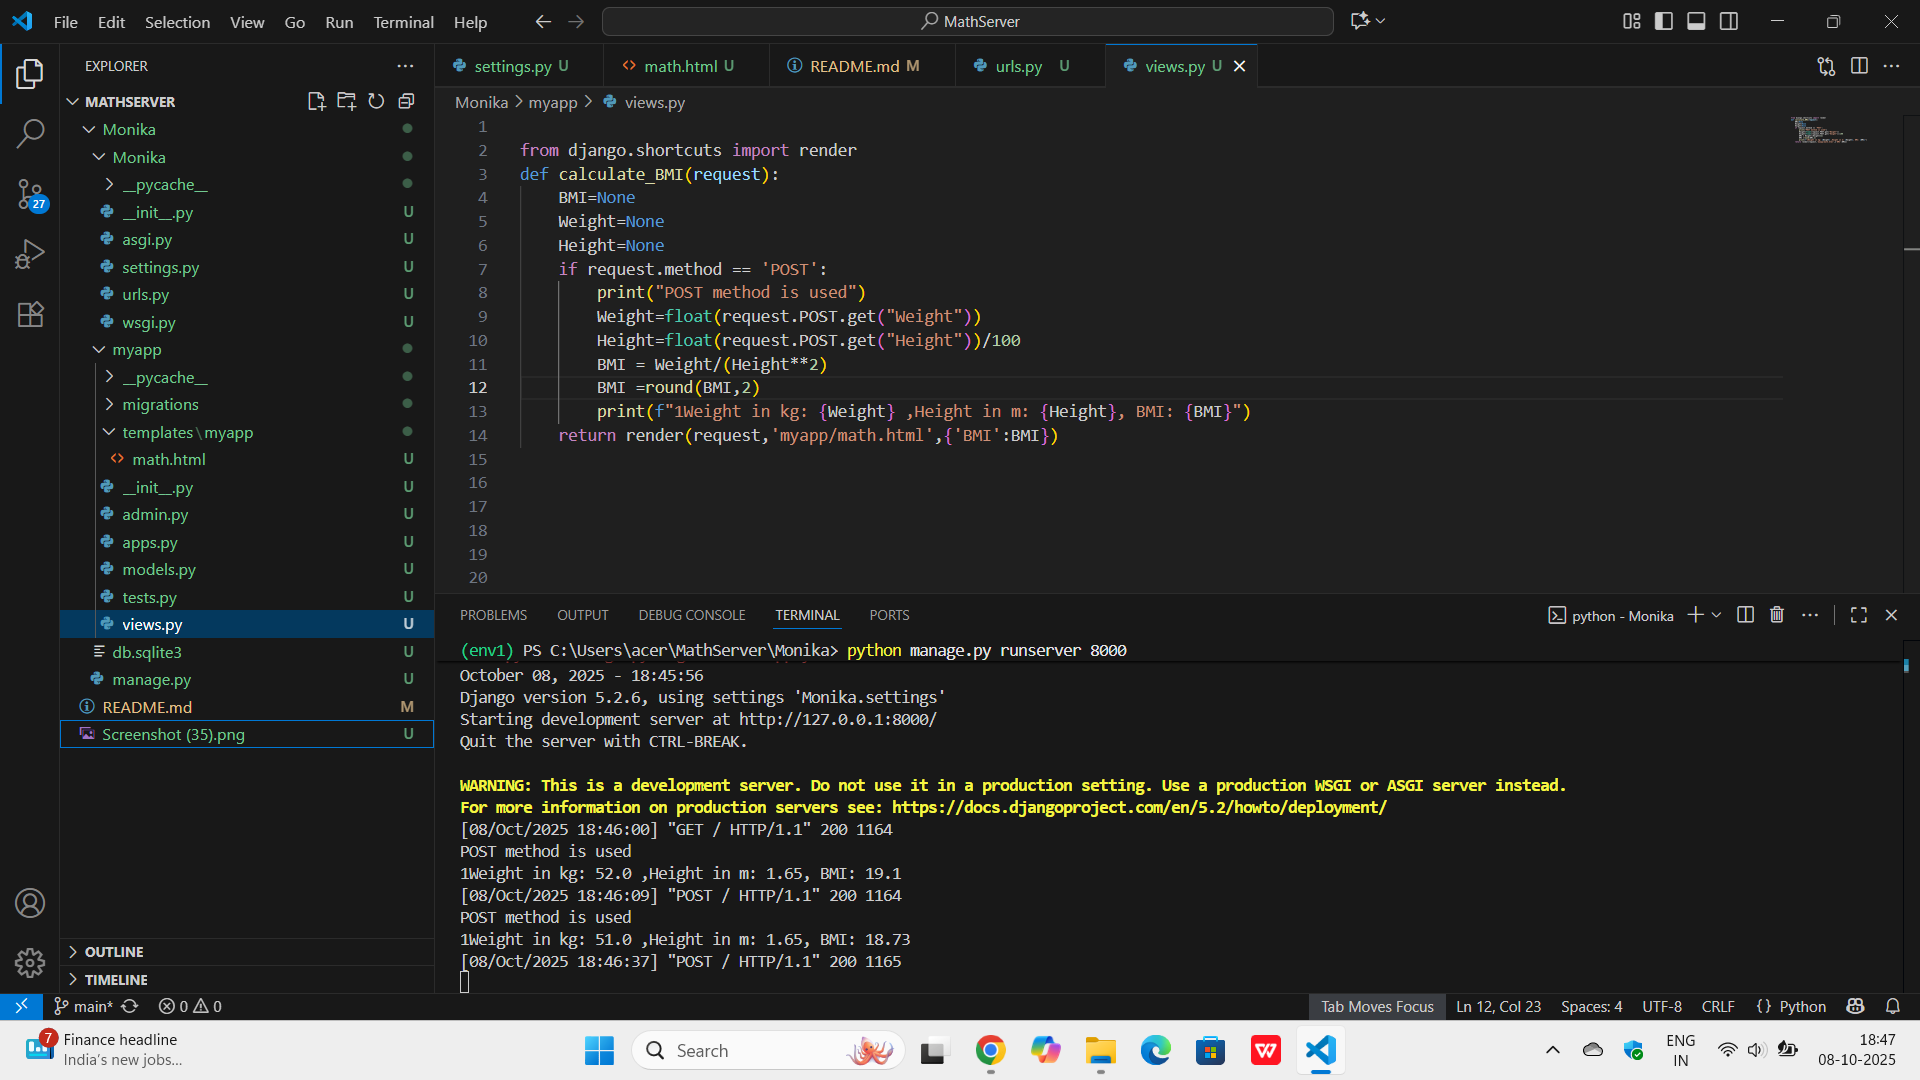 File Edit Selection View Go Run Terminal Help
MathServer
EXPLORER
MATHSERVER
Monika
Monika
__pycache__
__init__.py U
asgi.py U
settings.py U
urls.py U
wsgi.py U
myapp
__pycache__
migrations
templates\myapp
math.html U
__init__.py U
admin.py U
apps.py U
models.py U
tests.py U
views.py U
db.sqlite3 U
manage.py U
README.md M
Screenshot (35).png U
OUTLINE
TIMELINE
27
settings.py U math.html U README.md M urls.py U views.py U
Monika > myapp > views.py
1
2 from django.shortcuts import render
3 def calculate_BMI(request):
4 BMI=None
5 Weight=None
6 Height=None
7 if request.method == 'POST':
8 print("POST method is used")
9 Weight=float(request.POST.get("Weight"))
10 Height=float(request.POST.get("Height"))/100
11 BMI = Weight/(Height**2)
12 BMI =round(BMI,2)
13 print(f"1Weight in kg: {Weight} ,Height in m: {Height}, BMI: {BMI}")
14 return render(request,'myapp/math.html',{'BMI':BMI})
15
16
17
18
19
20
PROBLEMS OUTPUT DEBUG CONSOLE TERMINAL PORTS
python - Monika
(env1) PS C:\Users\acer\MathServer\Monika> python manage.py runserver 8000
October 08, 2025 - 18:45:56
Django version 5.2.6, using settings 'Monika.settings'
Starting development server at http://127.0.0.1:8000/
Quit the server with CTRL-BREAK.
WARNING: This is a development server. Do not use it in a production setting. Use a production WSGI or ASGI server instead.
For more information on production servers see: https://docs.djangoproject.com/en/5.2/howto/deployment/
[08/Oct/2025 18:46:00] "GET / HTTP/1.1" 200 1164
POST method is used
1Weight in kg: 52.0 ,Height in m: 1.65, BMI: 19.1
[08/Oct/2025 18:46:09] "POST / HTTP/1.1" 200 1164
POST method is used
1Weight in kg: 51.0 ,Height in m: 1.65, BMI: 18.73
[08/Oct/2025 18:46:37] "POST / HTTP/1.1" 200 1165
main* 0 0
Tab Moves Focus Ln 12, Col 23 Spaces: 4 UTF-8 CRLF {} Python
7
Finance headline
India's new jobs...
Search
ENG
IN
18:47
08-10-2025